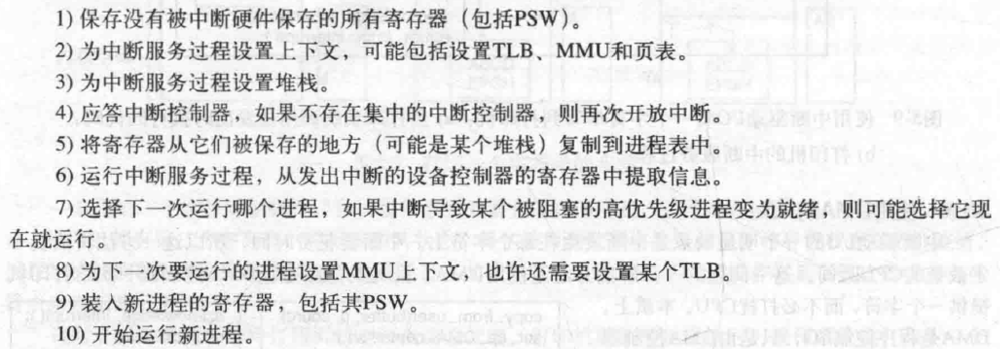 1) 保存没有被中断硬件保存的所有寄存器（包括PSW）。
2) 为中断服务过程设置上下文，可能包括设置TLB、MMU和页表。
3) 为中断服务过程设置堆栈。
4) 应答中断控制器，如果不存在集中的中断控制器，则再次开放中断。
5) 将寄存器从它们被保存的地方（可能是某个堆栈）复制到进程表中。
6) 运行中断服务过程，从发出中断的设备控制器的寄存器中提取信息。
7) 选择下一次运行哪个进程，如果中断导致某个被阻塞的高优先级进程变为就绪，则可能选择它现
在就运行。
8) 为下一次要运行的进程设置MMU上下文，也许还需要设置某个TLB。
9) 装入新进程的寄存器，包括其PSW。
10) 开始运行新进程。